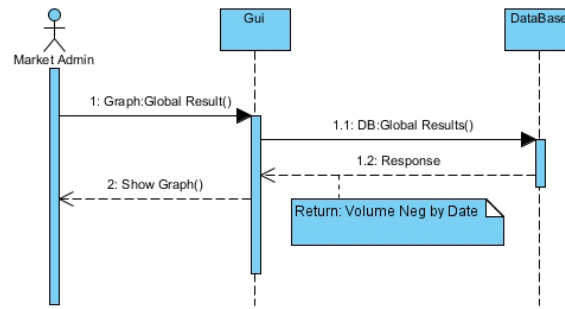 Gui
DataBase
Market Admin
1: Graph:Global Result()
1.1: DB:Global Results()
1.2: Response
2: Show Graph()
Return: Volume Neg by Date